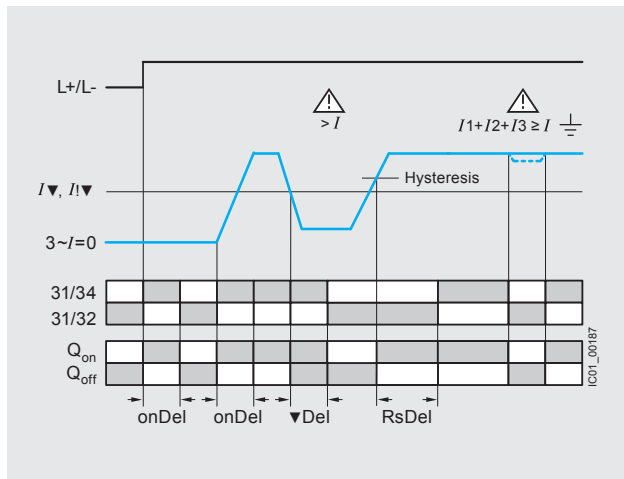 L+/L-
> I
I1+I2+I3 ≥ I
I▼, I!▼
Hysteresis
3~I=0
31/34
31/32
Qon
Qoff
onDel onDel ▼Del RsDel
IC01_00187